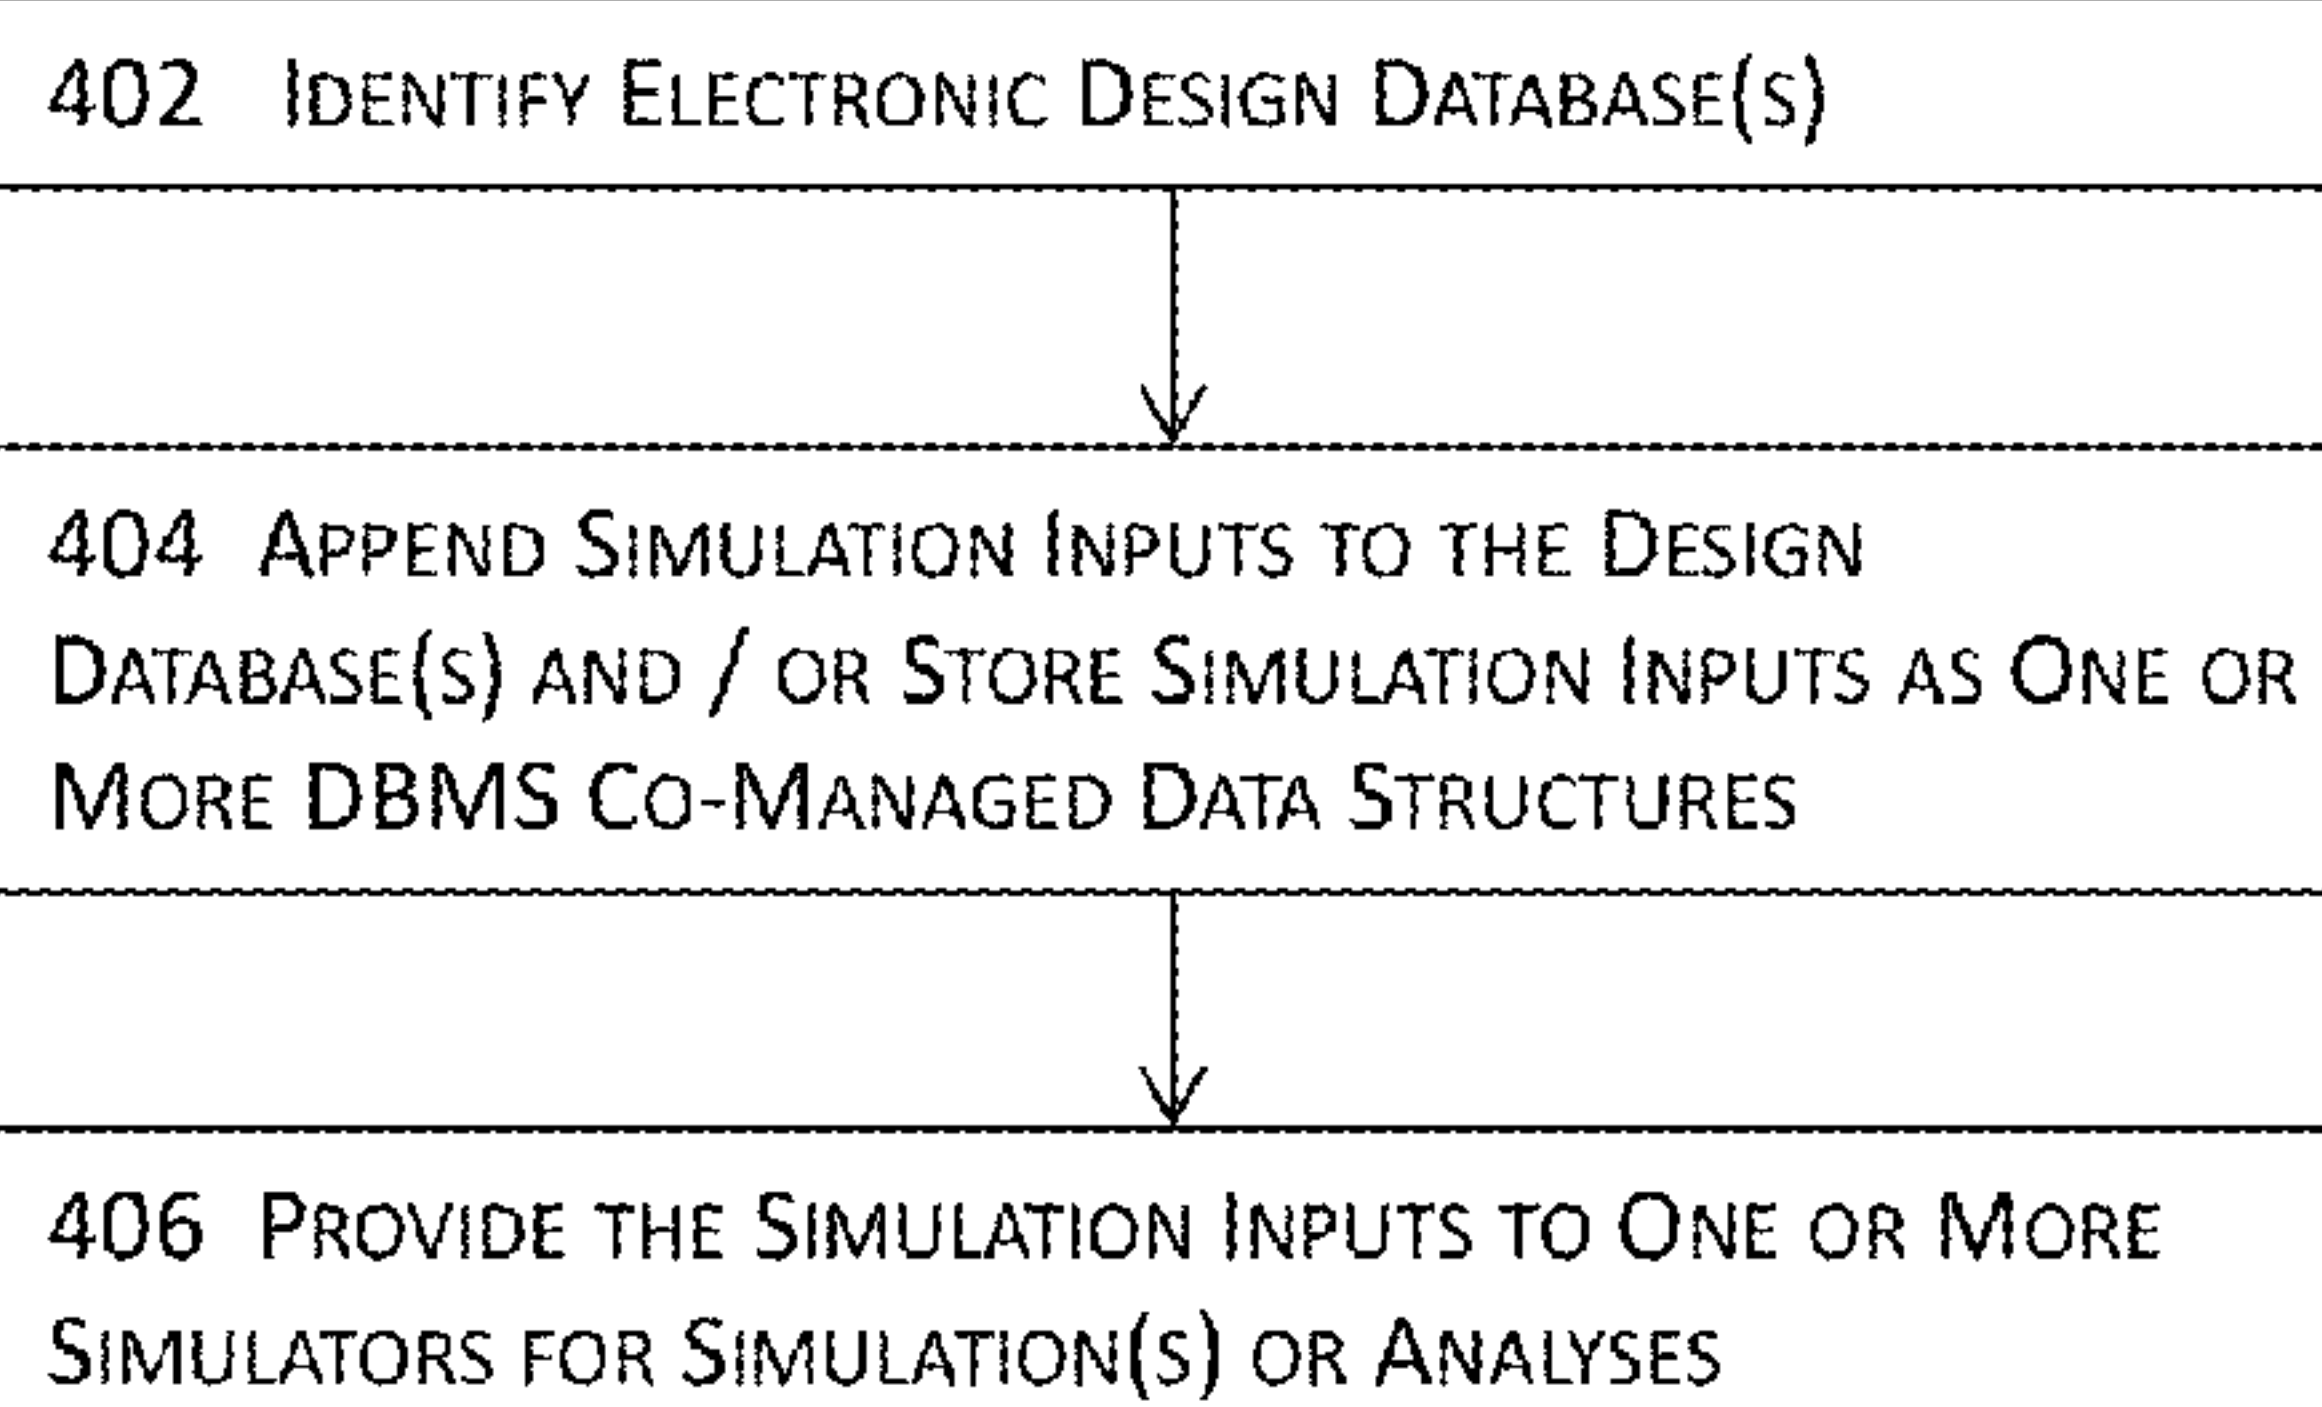 402 Identify Electronic Design Database(s)
404 Append Simulation Inputs to the Design
Database(s) and / or Store Simulation Inputs as One or
More DBMS Co-Managed Data Structures
406 Provide the Simulation Inputs to One or More
Simulators for Simulation(s) or Analyses